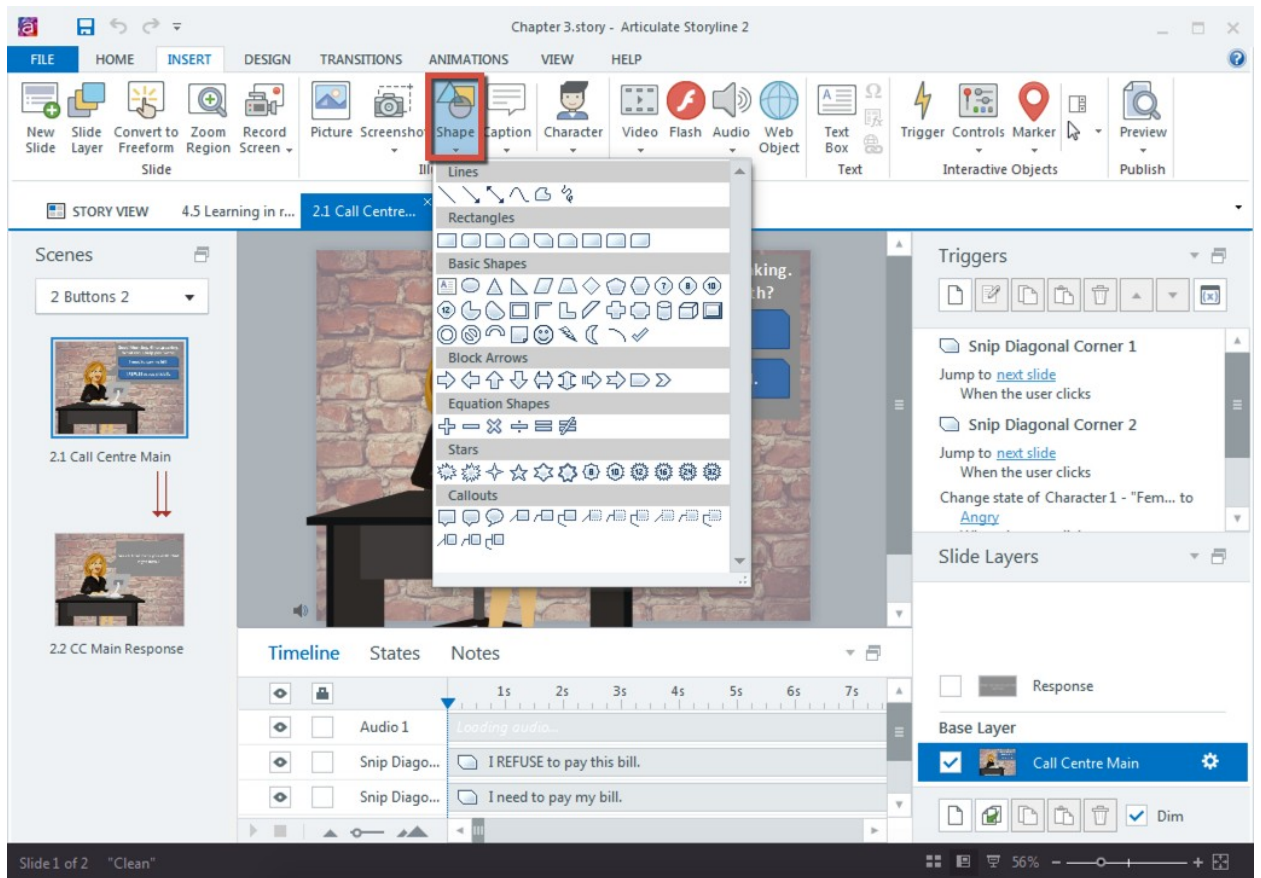 Chapter 3.story - Articulate Storyline 2
FILE HOME INSERT DESIGN TRANSITIONS ANIMATIONS VIEW HELP
New Slide Convert to Zoom Record Picture Screensho Shape Caption Character Video Flash Audio Web Text Trigger Controls Marker Preview
Slide Layer Freeform Region Screen Object Box
Slide Ill Text Interactive Objects Publish
Lines
STORY VIEW 4.5 Learning in r... 2.1 Call Centre...
Rectangles
Scenes
Basic Shapes
king.
Triggers
2 Buttons 2
h?
Snip Diagonal Corner 1
Block Arrows
Jump to next slide
When the user clicks
Equation Shapes
Snip Diagonal Corner 2
Stars
2.1 Call Centre Main
Jump to next slide
When the user clicks
Callouts
Change state of Character 1 - "Fem... to
Angry
Slide Layers
2.2 CC Main Response
Timeline States Notes
1s 2s 3s 4s 5s 6s 7s
Response
Audio 1 Loading audio...
Base Layer
Snip Diago... I REFUSE to pay this bill.
Call Centre Main
Snip Diago... I need to pay my bill.
Dim
Slide 1 of 2 "Clean" 56%